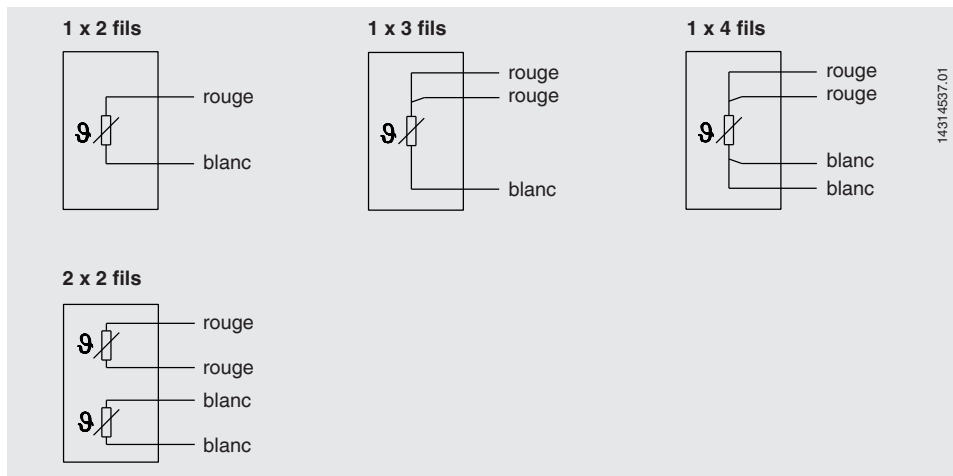 1 x 2 fils
ϑ
rouge
blanc
1 x 3 fils
ϑ
rouge
rouge
blanc
1 x 4 fils
ϑ
rouge
rouge
blanc
blanc
14314537.01
2 x 2 fils
ϑ
rouge
rouge
ϑ
blanc
blanc